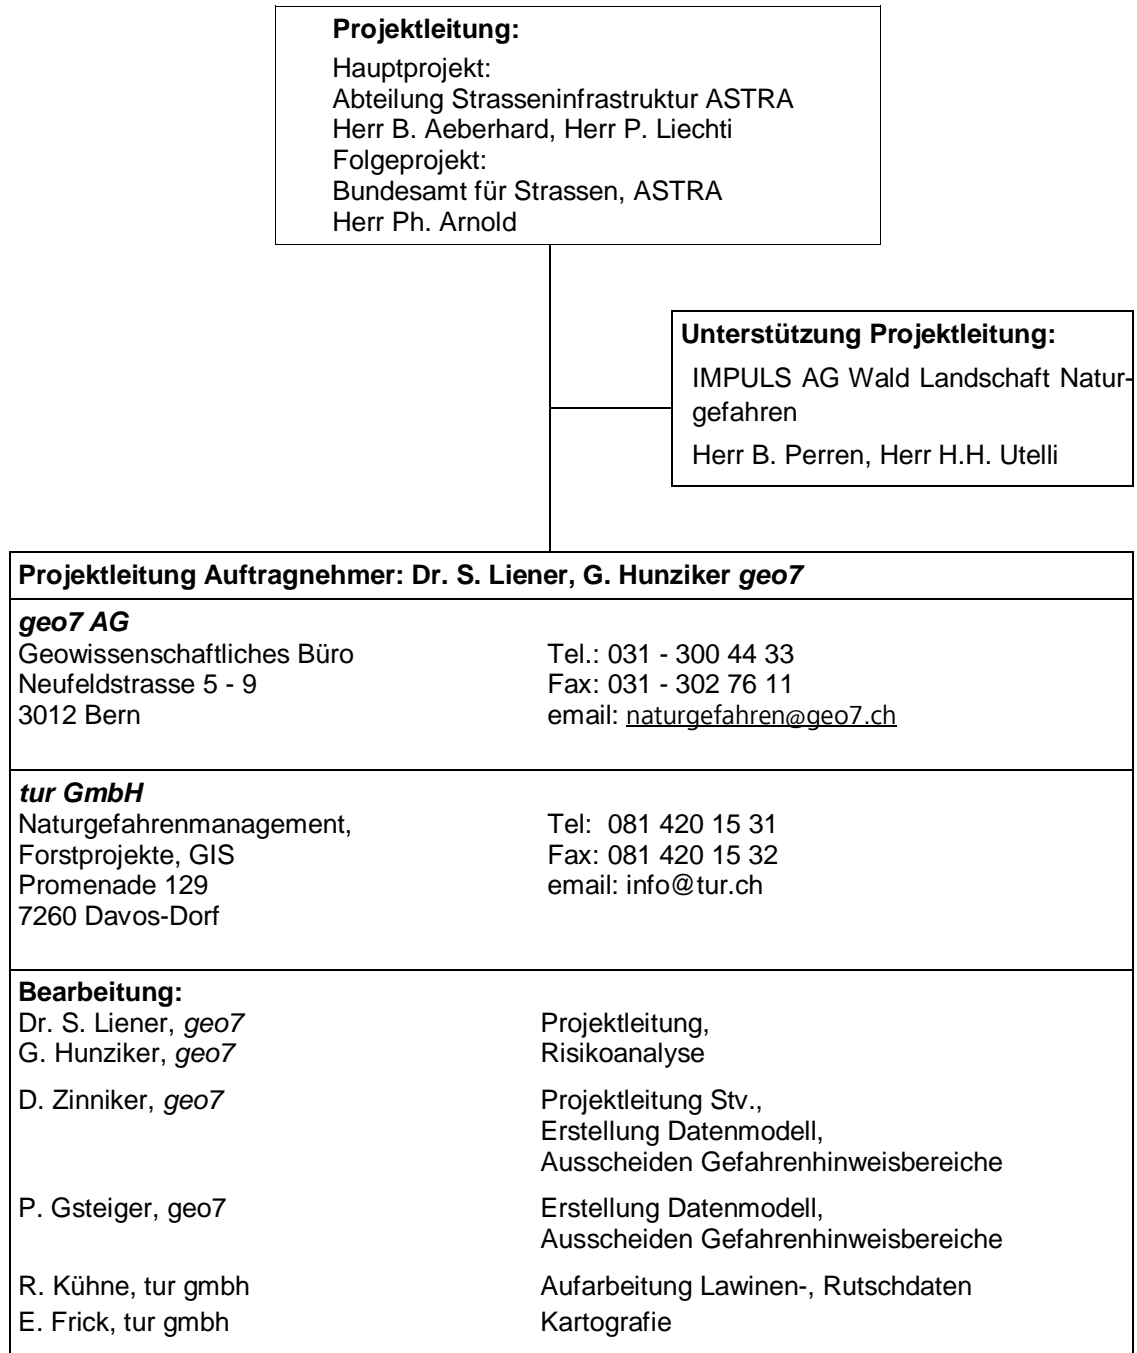 Projektleitung:
Hauptprojekt:
Abteilung Strasseninfrastruktur ASTRA
Herr B. Aeberhard, Herr P. Liechti
Folgeprojekt:
Bundesamt für Strassen, ASTRA
Herr Ph. Arnold
Unterstützung Projektleitung:
IMPULS AG Wald Landschaft Natur-
gefahren
Herr B. Perren, Herr H.H. Utelli
Projektleitung Auftragnehmer: Dr. S. Liener, G. Hunziker geo7
geo7 AG
Geowissenschaftliches Büro Tel.: 031 - 300 44 33
Neufeldstrasse 5 - 9 Fax: 031 - 302 76 11
3012 Bern email: naturgefahren@geo7.ch
tur GmbH
Naturgefahrenmanagement, Tel: 081 420 15 31
Forstprojekte, GIS Fax: 081 420 15 32
Promenade 129 email: info@tur.ch
7260 Davos-Dorf
Bearbeitung:
Dr. S. Liener, geo7 Projektleitung,
G. Hunziker, geo7 Risikoanalyse
D. Zinniker, geo7 Projektleitung Stv.,
Erstellung Datenmodell,
Ausscheiden Gefahrenhinweisbereiche
P. Gsteiger, geo7 Erstellung Datenmodell,
Ausscheiden Gefahrenhinweisbereiche
R. Kühne, tur gmbh Aufarbeitung Lawinen-, Rutschdaten
E. Frick, tur gmbh Kartografie